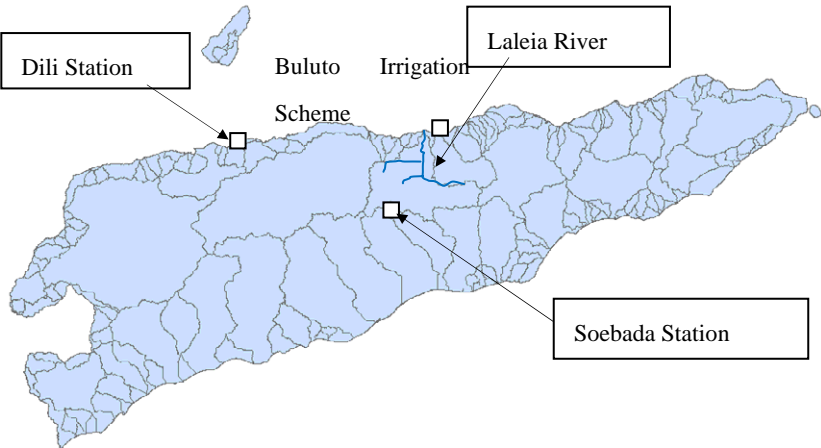 Laleia River
Dili Station
Buluto Irrigation
Scheme
Soebada Station